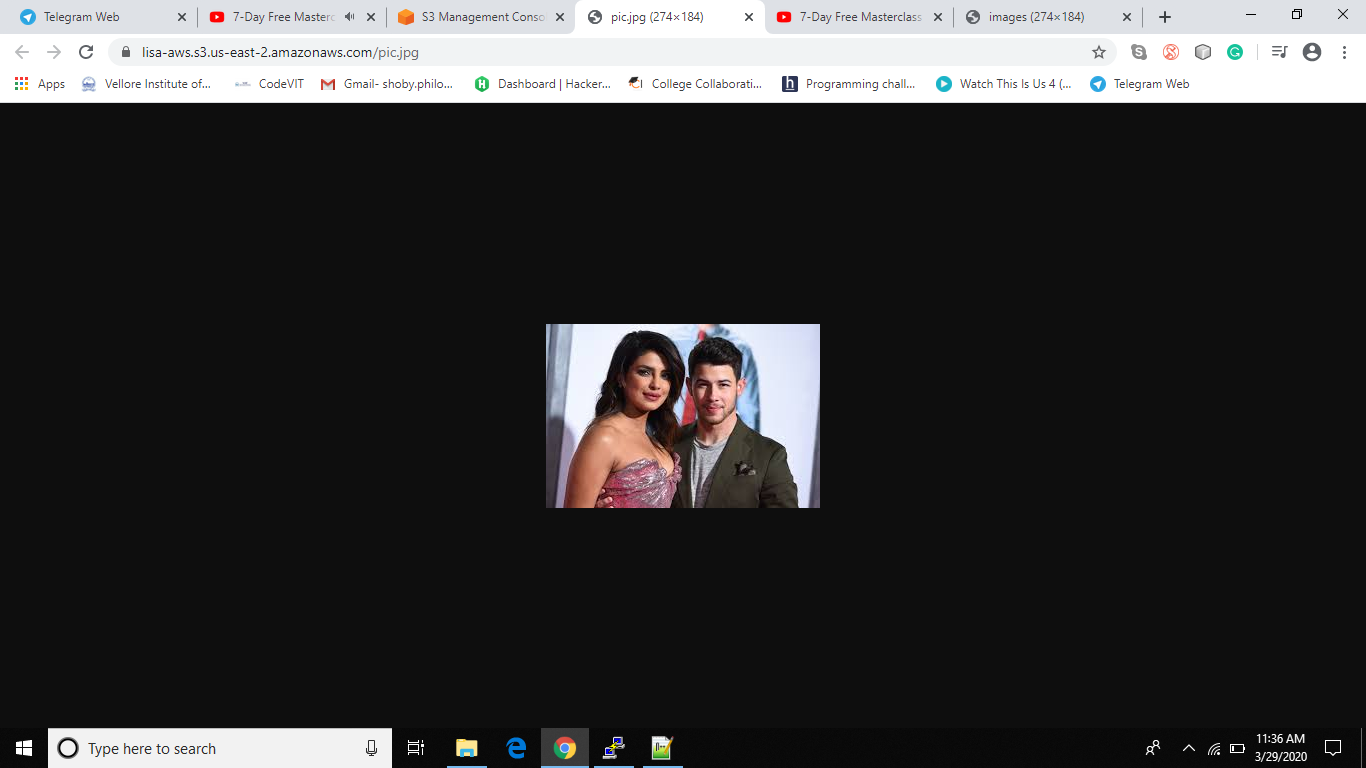 Telegram Web
7-Day Free Masterc
S3 Management Conso
pic.jpg (274×184)
7-Day Free Masterclass
images (274×184)
lisa-aws.s3.us-east-2.amazonaws.com/pic.jpg
Apps
Vellore Institute of...
CodeVIT
Gmail- shoby.philo...
Dashboard | Hacker...
College Collaborati...
Programming chall...
Watch This Is Us 4 (...
Telegram Web
Type here to search
11:36 AM
3/29/2020